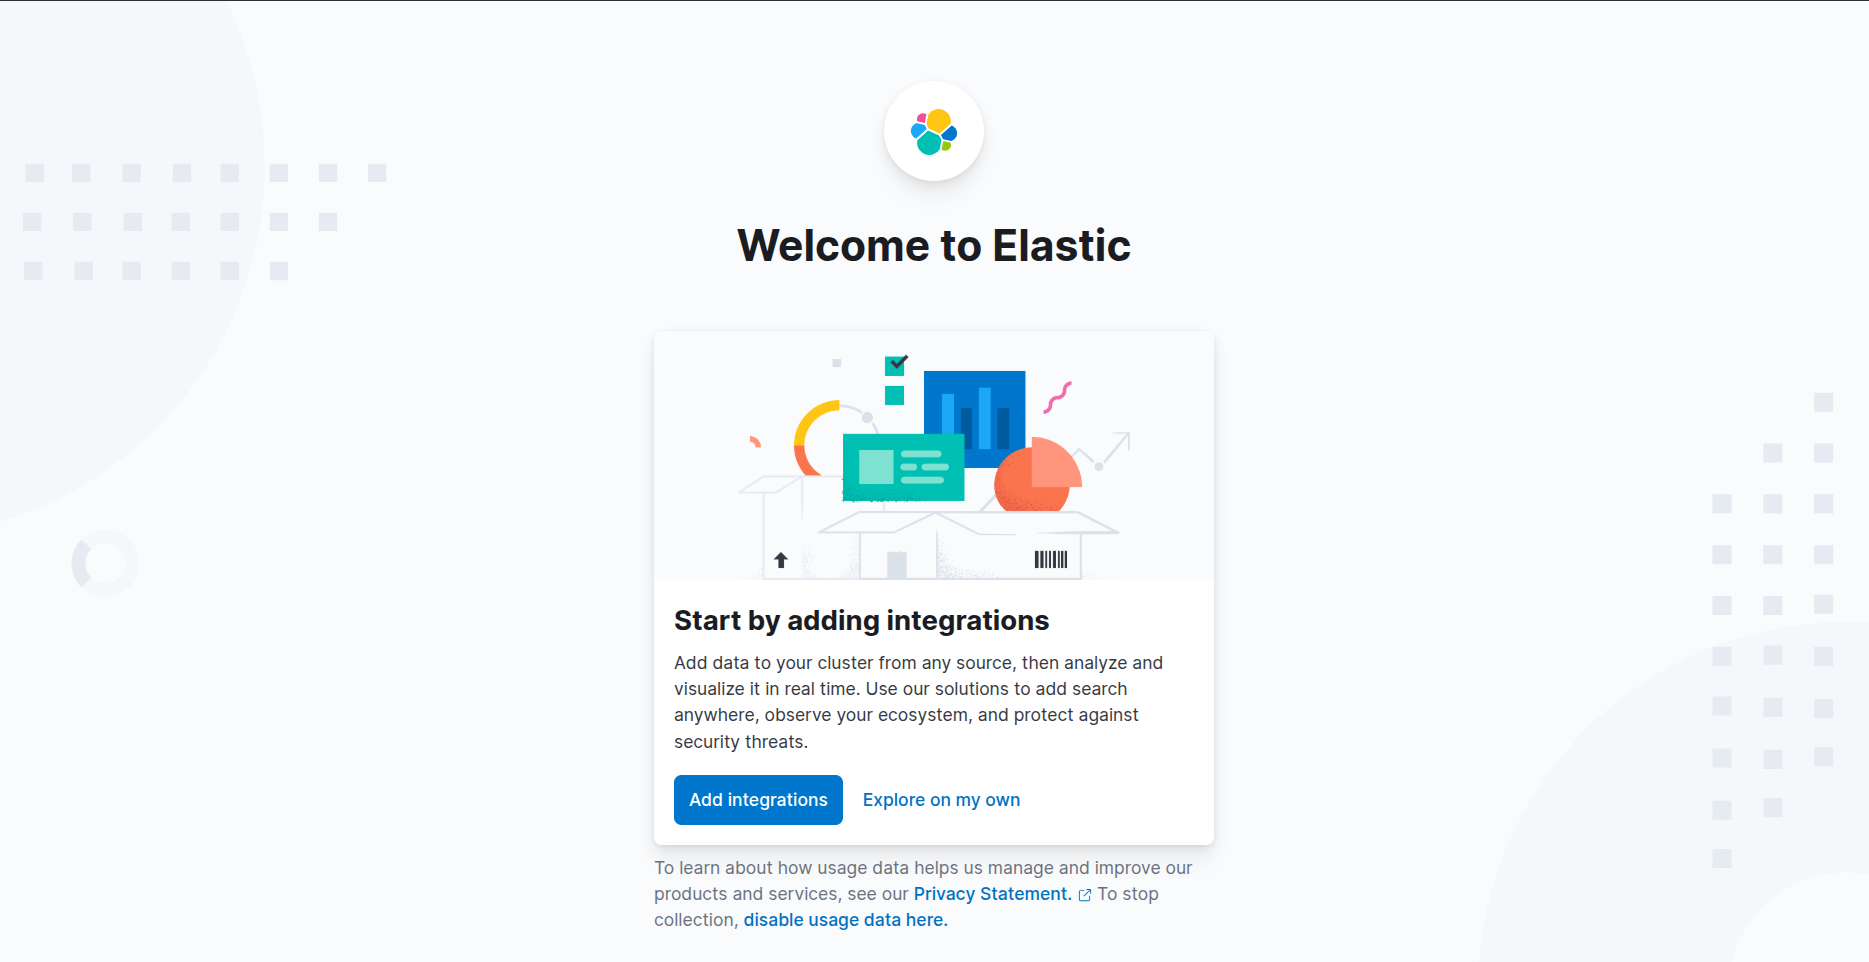 Welcome to Elastic
Start by adding integrations
Add data to your cluster from any source, then analyze and
visualize it in real time. Use our solutions to add search
anywhere, observe your ecosystem, and protect against
security threats.
Add integrations
Explore on my own
To learn about how usage data helps us manage and improve our
products and services, see our Privacy Statement. To stop
collection, disable usage data here.